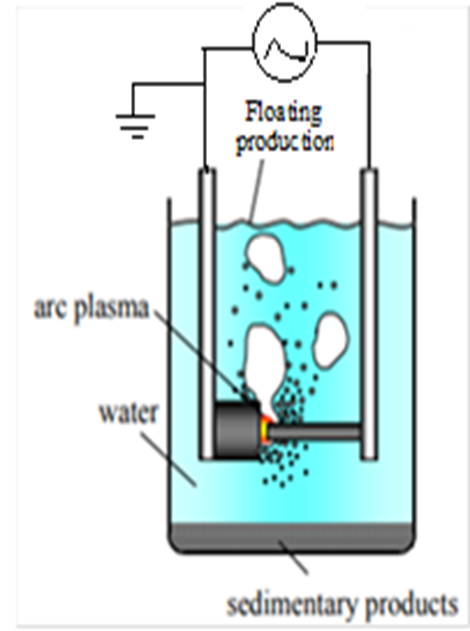 Floating
production
arc plasma
water
sedimentary products